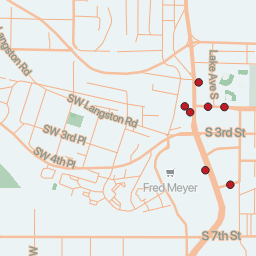 Langston Rd
Lake Ave S
SW Langston Rd
S 3rd St
SW 3rd Pl
SW 4th Pl
Fred Meyer
S 7th St
W